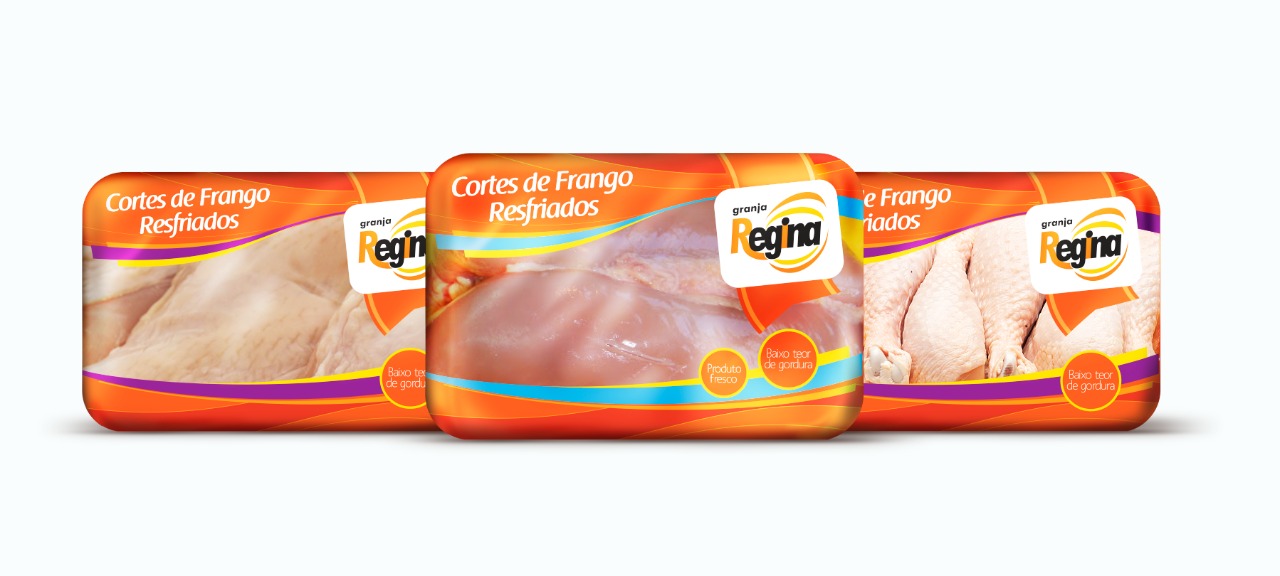 Cortes de Frango
Resfriados
granja
Regina
Baixo teor
de gordura
Cortes de Frango
Resfriados
granja
Regina
Produto
fresco
Baixo teor
de gordura
de Frango
granja
Regina
Baixo teor
de gordura